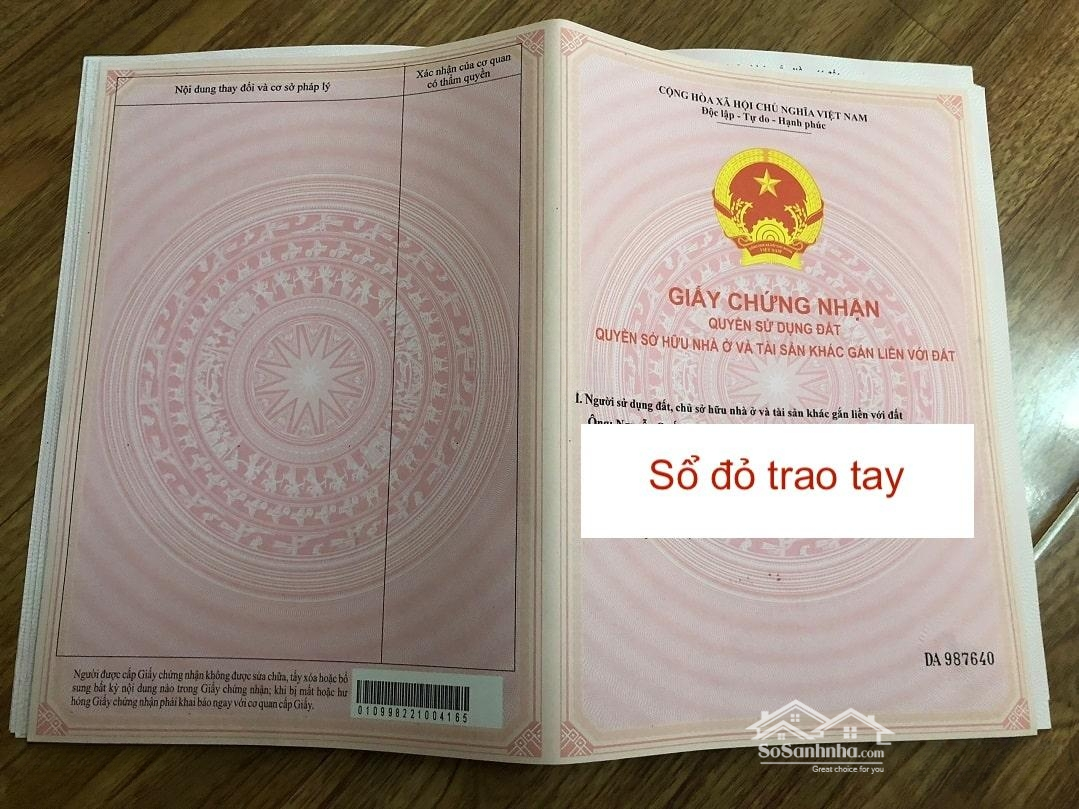 Nội dung thay đổi và cơ sở pháp lý
Xác nhận của cơ quan
có thẩm quyền
Người được cấp Giấy chứng nhận không được sửa chữa, tẩy xóa hoặc bổ
sung bất kỳ nội dung nào trong Giấy chứng nhận; khi bị mất hoặc hư
hỏng Giấy chứng nhận phải khai báo ngay với cơ quan cấp Giấy.
010998221004165
CỘNG HÒA XÃ HỘI CHỦ NGHĨA VIỆT NAM
Độc lập - Tự do - Hạnh phúc
VIỆT NAM
GIẤY CHỨNG NHẬN
QUYỀN SỬ DỤNG ĐẤT
QUYỀN SỞ HỮU NHÀ Ở VÀ TÀI SẢN KHÁC GẮN LIỀN VỚI ĐẤT
I. Người sử dụng đất, chủ sở hữu nhà ở và tài sản khác gắn liền với đất
Ông: Nguyễn
Sổ đỏ trao tay
DA 987640
SoSanhnha.com
Great choice for you